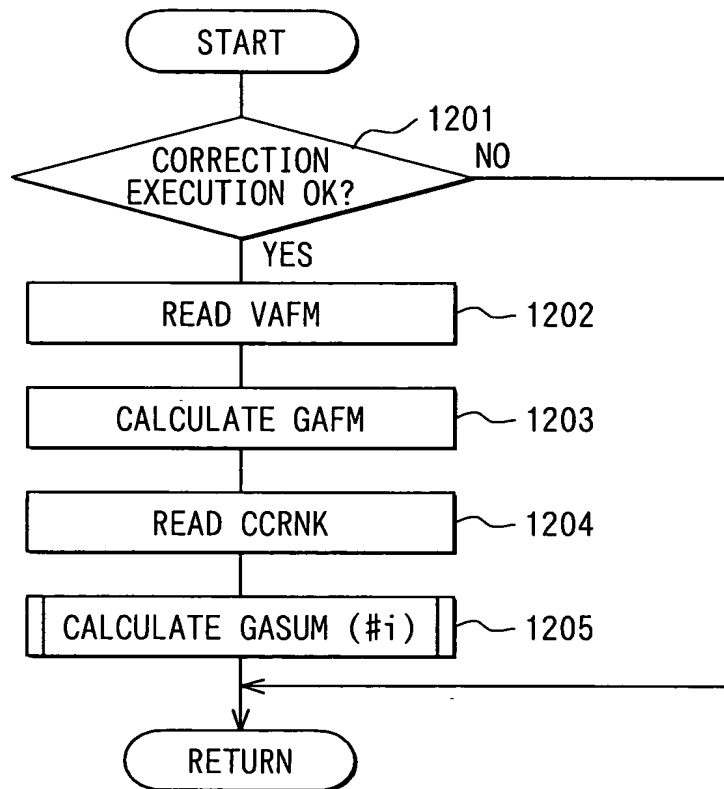 START
1201
CORRECTION
EXECUTION OK?
NO
YES
READ VAFM
1202
CALCULATE GAFM
1203
READ CCRNK
1204
CALCULATE GASUM (#i)
1205
RETURN